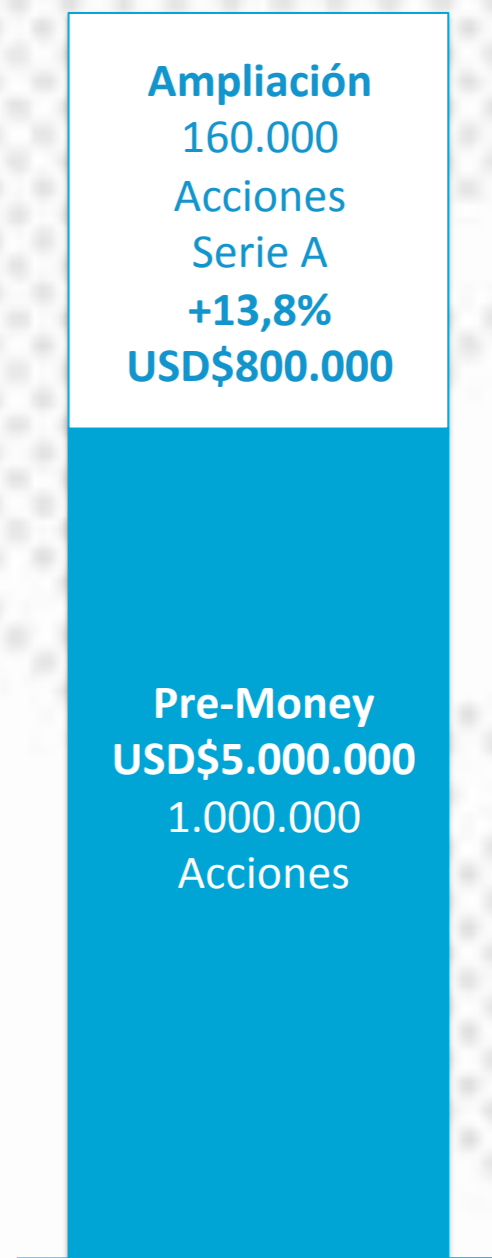 Ampliación
160.000
Acciones
Serie A
+13,8%
USD$800.000
Pre-Money
USD$5.000.000
1.000.000
Acciones